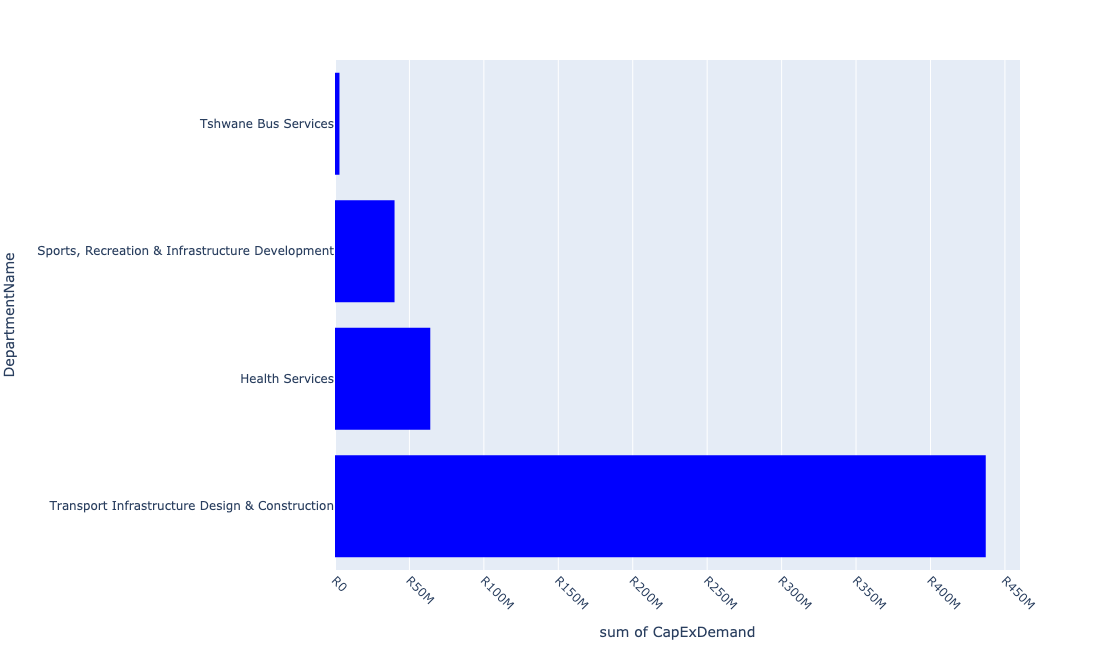 Tshwane Bus Services
Sports, Recreation & Infrastructure Development
Health Services
Transport Infrastructure Design & Construction
DepartmentName
R0
R50M
R100M
R150M
R200M
R250M
R300M
R350M
R400M
R450M
sum of CapExDemand